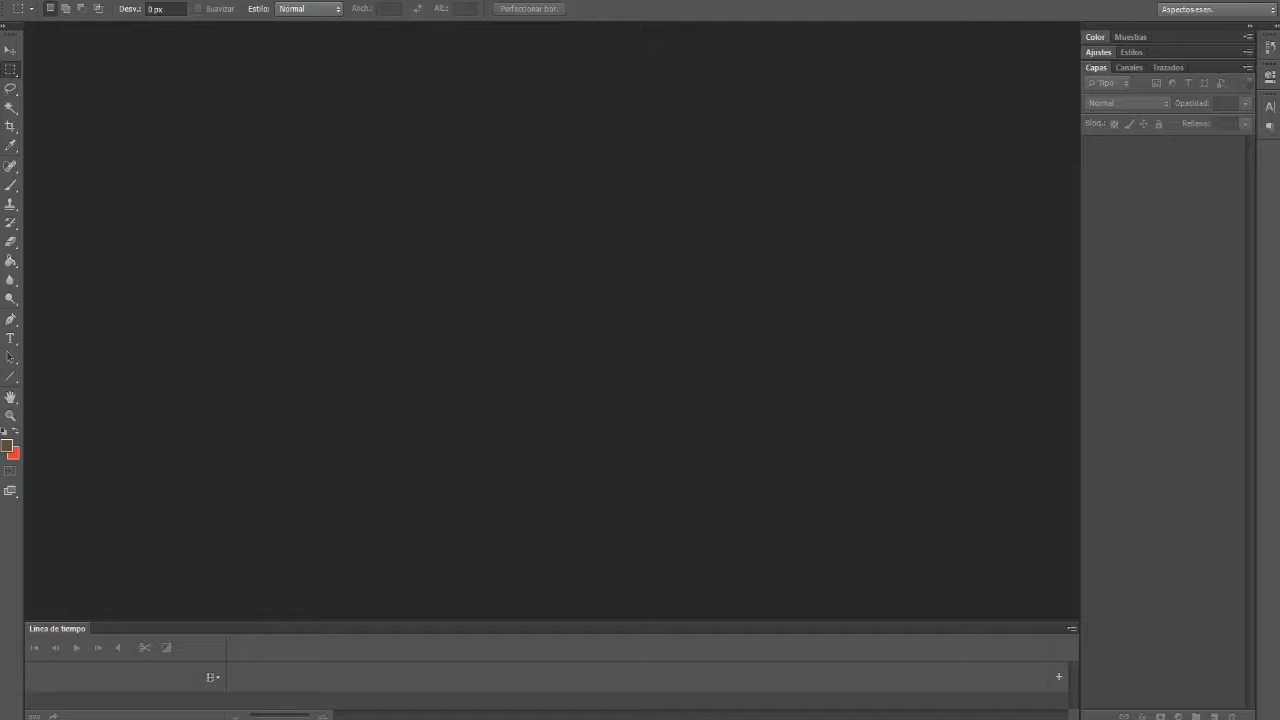 Desv.: 0 px Suavizar Estilo: Normal Anch.: Alt.: Perfeccionar bor. Aspectos esen.
Color Muestras
Ajustes Estilos
Capas Canales Trazados
Tipo
Normal Opacidad:
Bloq.: Relleno:
Línea de tiempo